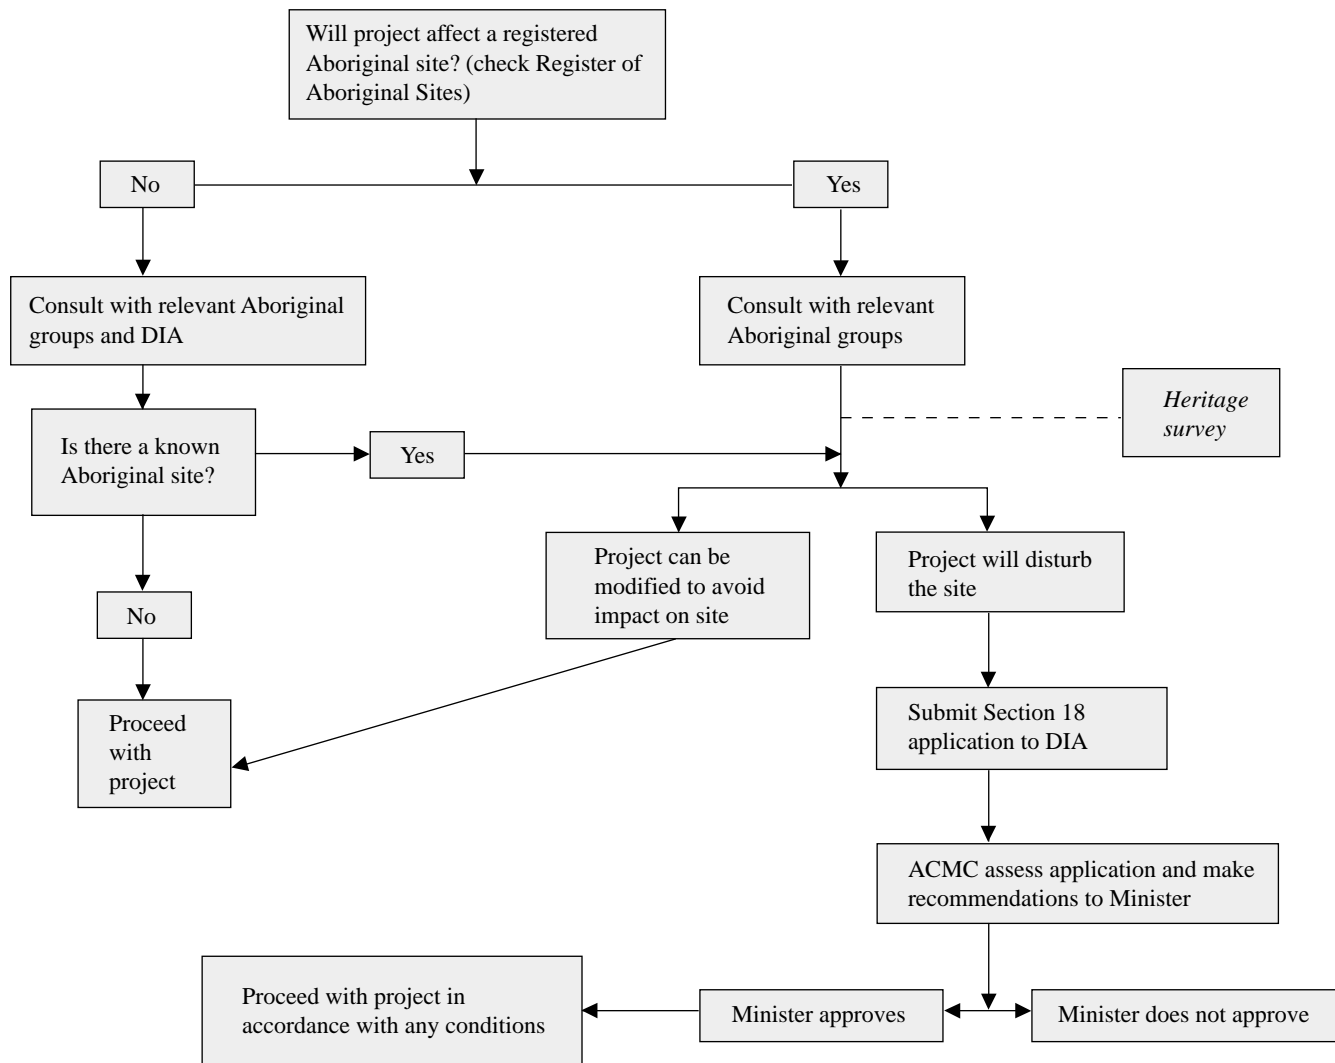 Will project affect a registered
Aboriginal site? (check Register of
Aboriginal Sites)
No
Yes
Consult with relevant Aboriginal
groups and DIA
Consult with relevant
Aboriginal groups
Heritage
survey
Is there a known
Aboriginal site?
Yes
Project can be
modified to avoid
impact on site
Project will disturb
the site
No
Proceed
with
project
Submit Section 18
application to DIA
ACMC assess application and make
recommendations to Minister
Proceed with project in
accordance with any conditions
Minister approves
Minister does not approve